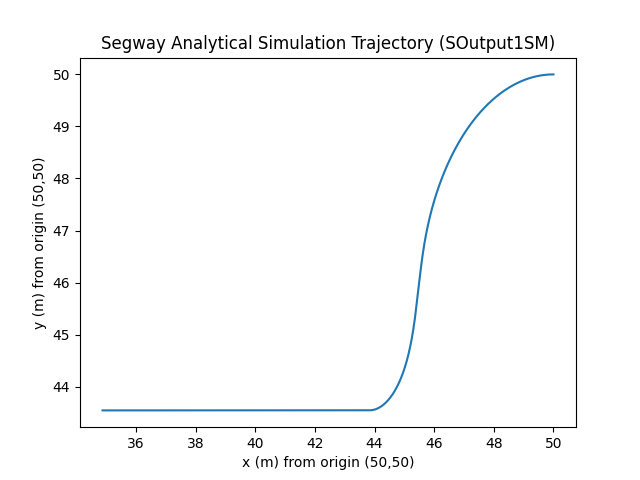 Segway Analytical Simulation Trajectory (SOutput1SM)
50
49
48
47
46
45
44
y (m) from origin (50,50)
36 38 40 42 44 46 48 50
x (m) from origin (50,50)